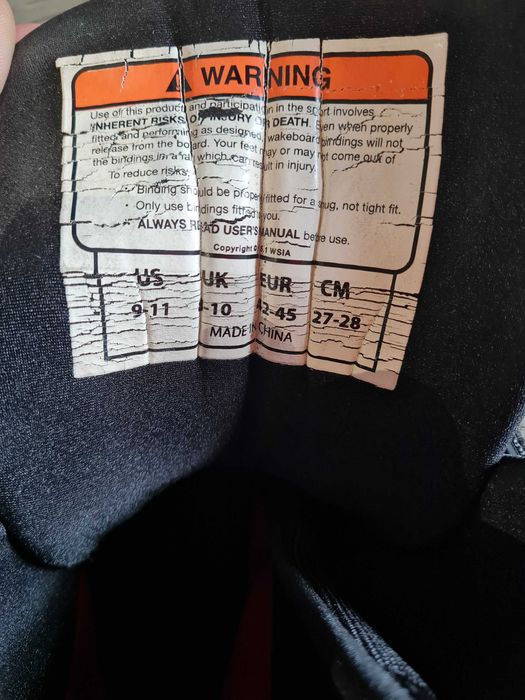 WARNING
Use of this product and participation in the sport involves
INHERENT RISKS OF INJURY OR DEATH. Even when properly
fitted and performing as designed, wakeboard bindings will not
release from the board. Your feet may or may not come out of
the bindings in a fall which can result in injury.
To reduce risks:
· Binding should be properly fitted for a snug, not tight fit.
· Only use bindings fitted to you.
· ALWAYS READ USER'S MANUAL before use.
Copyright WSIA
US UK EUR CM
9-11 -10 42-45 27-28
MADE IN CHINA